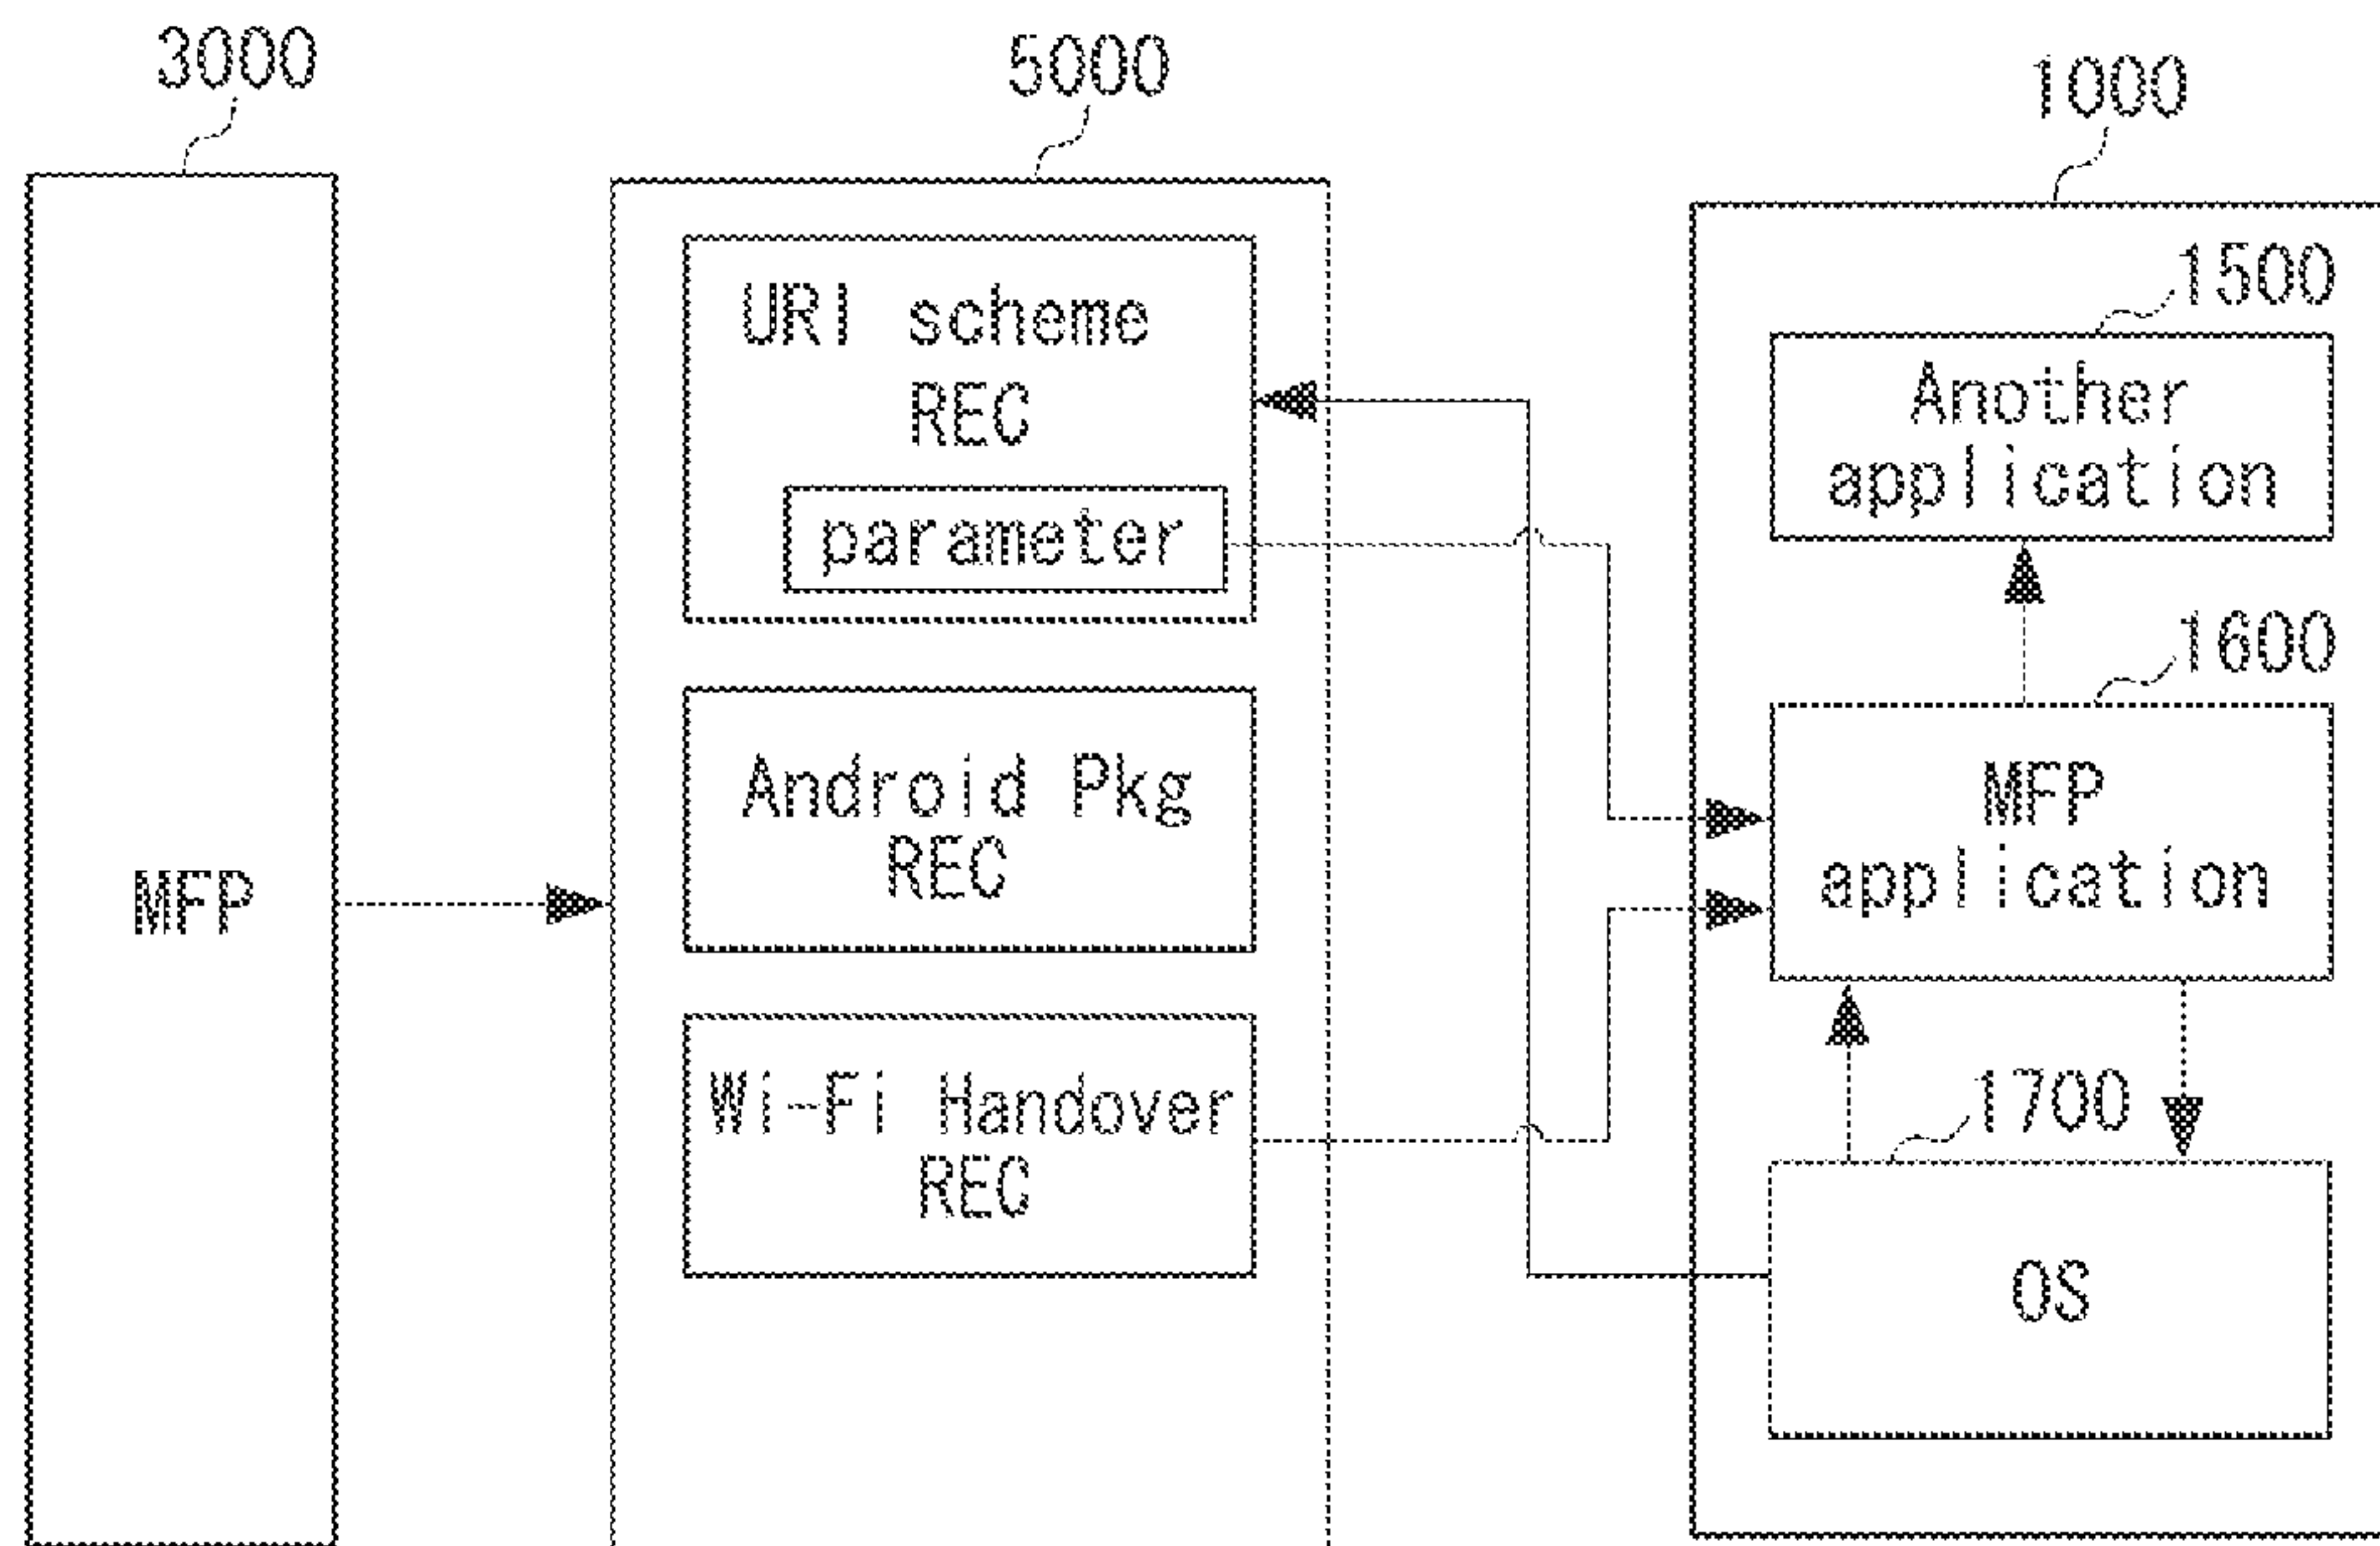 3000
5000
1000
MFP
URI scheme
REC
parameter
Android Pkg
REC
Wi-Fi Handover
REC
1500
Another
application
1600
MFP
application
1700
OS